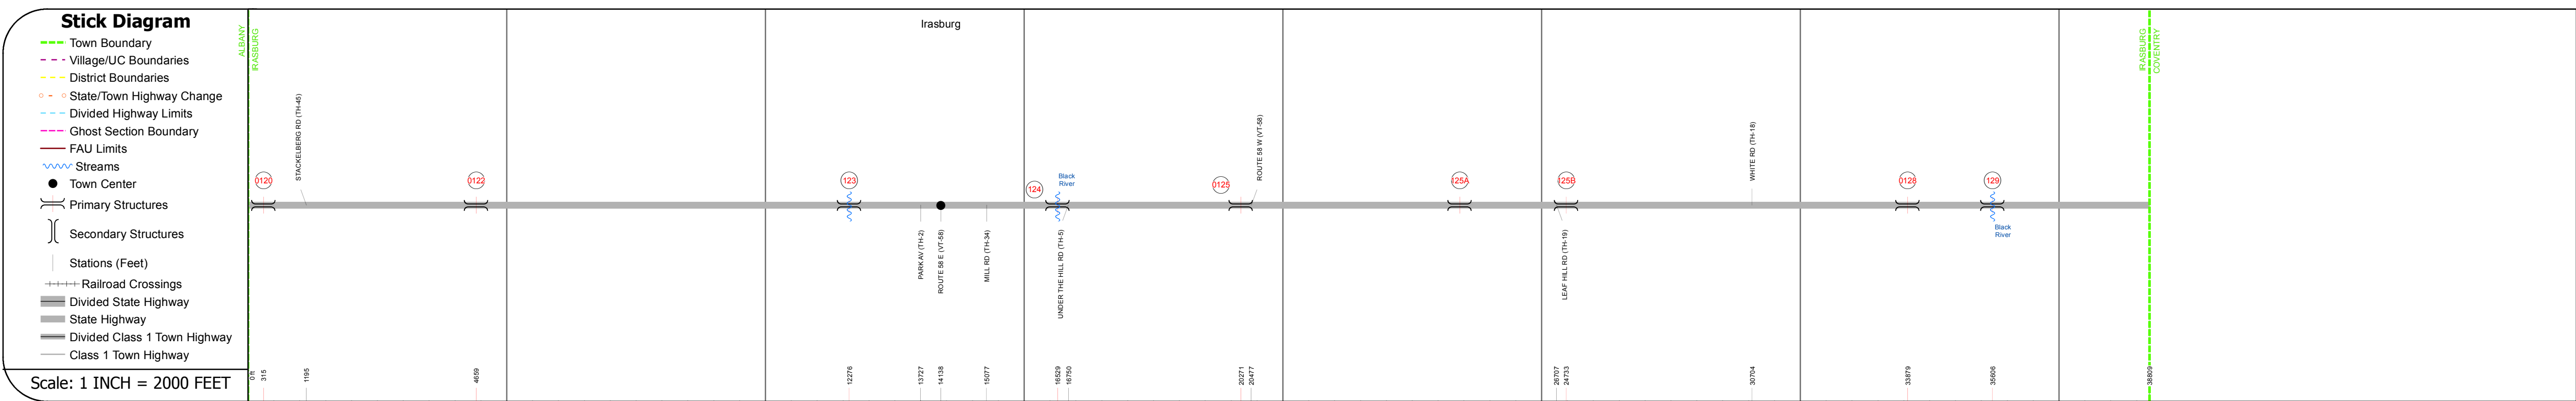 Stick Diagram
Town Boundary
Village/UC Boundaries
District Boundaries
State/Town Highway Change
Divided Highway Limits
Ghost Section Boundary
FAU Limits
Streams
Town Center
Primary Structures
Secondary Structures
Stations (Feet)
Railroad Crossings
Divided State Highway
State Highway
Divided Class 1 Town Highway
Class 1 Town Highway
Scale: 1 INCH = 2000 FEET
ALBANY
IRASBURG
Irasburg
IRASBURG
COVENTRY
STACKELBERG RD (TH-45)
ROUTE 58 W (VT-58)
WHITE RD (TH-18)
0120
0122
123
124
Black
River
0125
125A
125B
0128
129
Black
River
PARK AV (TH-2)
ROUTE 58 E (VT-58)
MILL RD (TH-34)
UNDER THE HILL RD (TH-5)
LEAF HILL RD (TH-19)
0 ft
315
1195
4659
12276
13727
14138
15077
16529
16750
20271
20477
26707
24733
30704
33879
35606
38809